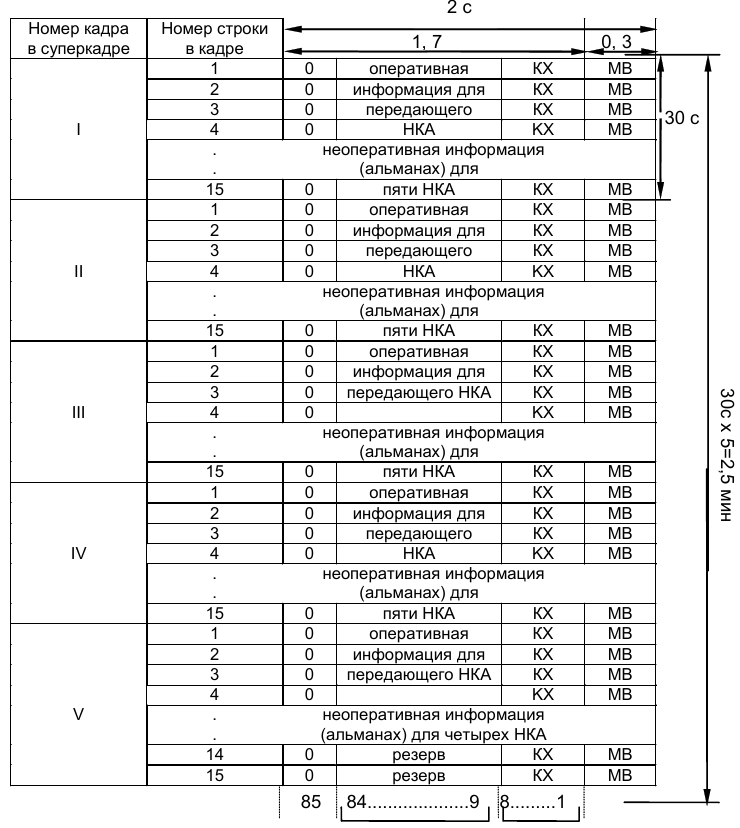 2 с
Номер кадра
в суперкадре
Номер строки
в кадре
1, 7
0, 3
I
1 0 оперативная КХ МВ
2 0 информация для КХ МВ
3 0 передающего КХ МВ
4 0 НКА КХ МВ
30 с
. неоперативная информация
. (альманах) для
15 0 пяти НКА КХ МВ
II
1 0 оперативная КХ МВ
2 0 информация для КХ МВ
3 0 передающего КХ МВ
4 0 НКА КХ МВ
. неоперативная информация
. (альманах) для
15 0 пяти НКА КХ МВ
III
1 0 оперативная КХ МВ
2 0 информация для КХ МВ
3 0 передающего НКА КХ МВ
4 0 КХ МВ
. неоперативная информация
. (альманах) для
15 0 пяти НКА КХ МВ
30с х 5=2,5 мин
IV
1 0 оперативная КХ МВ
2 0 информация для КХ МВ
3 0 передающего КХ МВ
4 0 НКА КХ МВ
. неоперативная информация
. (альманах) для
15 0 пяти НКА КХ МВ
V
1 0 оперативная КХ МВ
2 0 информация для КХ МВ
3 0 передающего НКА КХ МВ
4 0 КХ МВ
. неоперативная информация
. (альманах) для четырех НКА
14 0 резерв КХ МВ
15 0 резерв КХ МВ
85 84....................9 8.........1